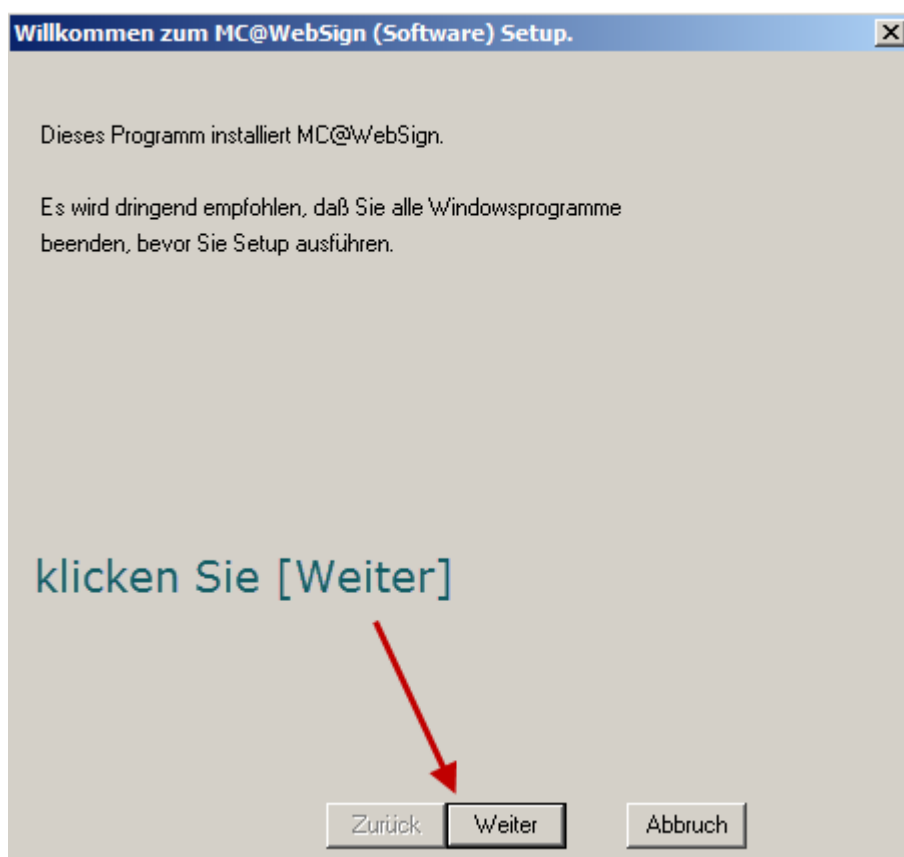 Willkommen zum MC@WebSign (Software) Setup.
Dieses Programm installiert MC@WebSign.
Es wird dringend empfohlen, daß Sie alle Windowsprogramme
beenden, bevor Sie Setup ausführen.
klicken Sie [Weiter]
Zurück Weiter Abbruch